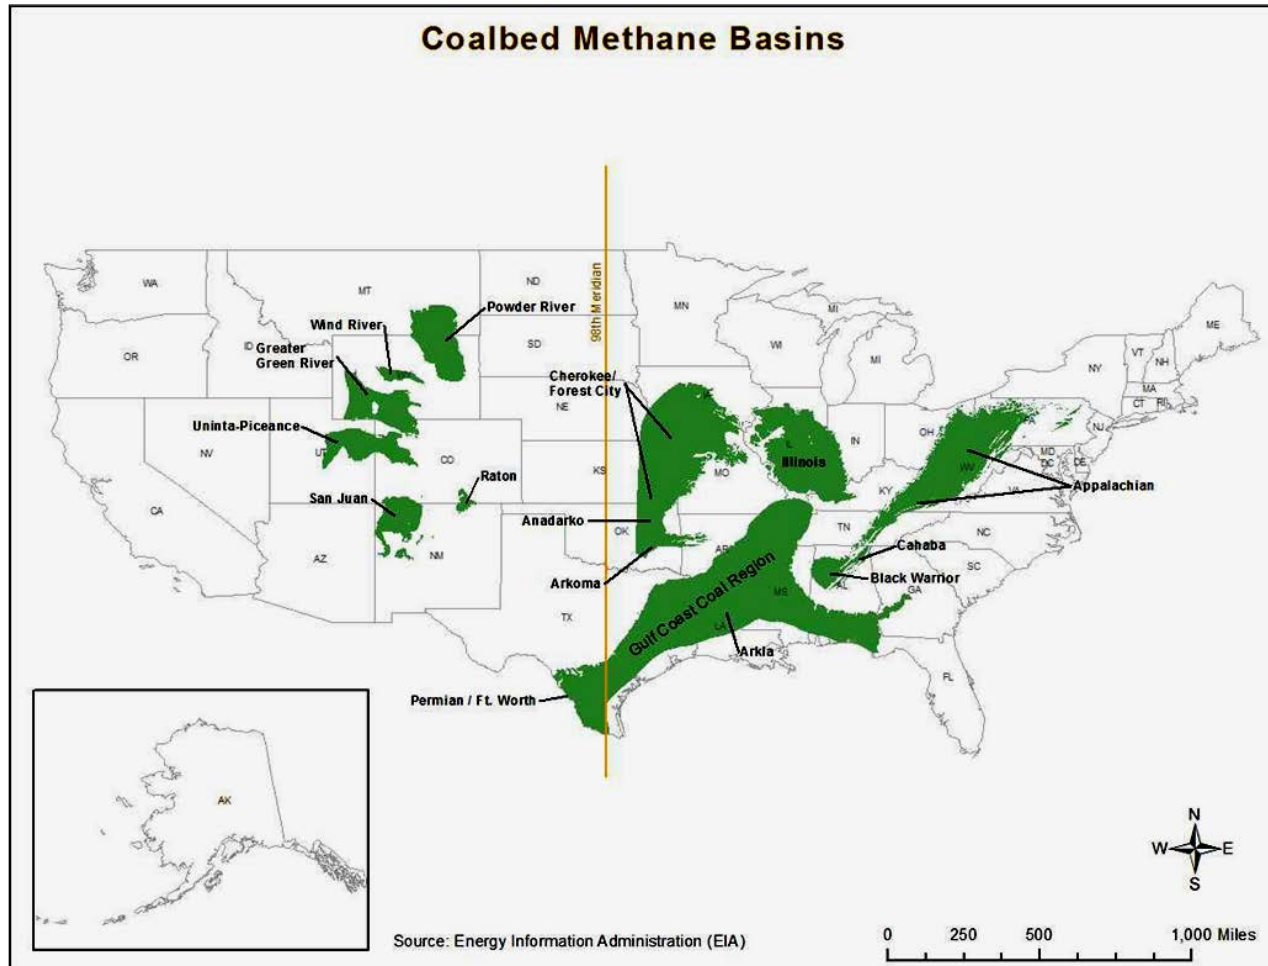 Coalbed Methane Basins
98th Meridian
WA
MT
ND
MN
ME
Powder River
Wind River
MI
VT
NH
OR
ID
SD
WI
Greater
Green River
MI
NY
MA
CT
RI
Cherokee/
Forest City
NE
PA
NJ
OH
Uninta-Piceance
NV
UT
CO
KS
MO
IL
Illinois
IN
MD
DC
DE
WV
VA
KY
Appalachian
Raton
San Juan
CA
Anadarko
OK
TN
NC
AZ
NM
AR
Cahaba
SC
Arkoma
Black Warrior
AL
GA
MS
TX
Gulf Coast Coal Region
LA
Arkla
FL
Permian / Ft. Worth
AK
N
W
E
S
Source: Energy Information Administration (EIA)
0 250 500 1,000 Miles